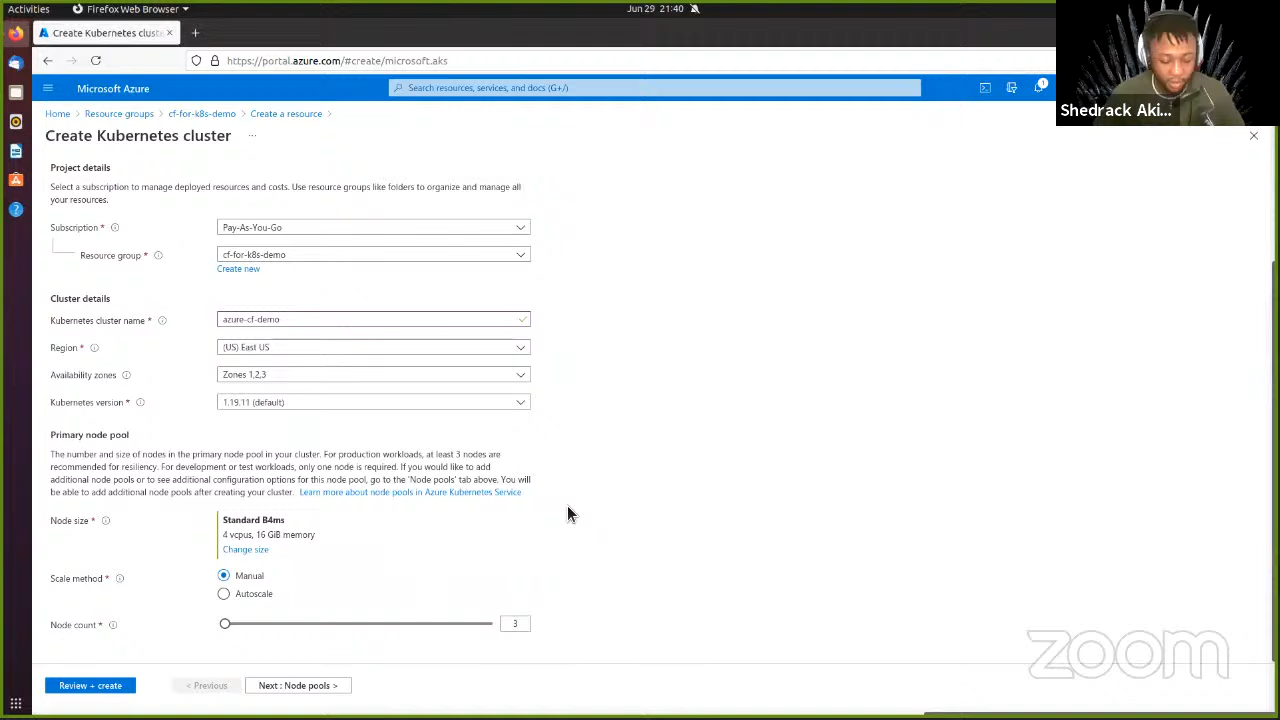 Activities
Firefox Web Browser
Jun 29 21:40
Create Kubernetes cluste
https://portal.azure.com/#create/microsoft.aks
Microsoft Azure
Search resources, services, and docs (G+/)
1
Shedrack Aki...
Home > Resource groups > cf-for-k8s-demo > Create a resource >
Create Kubernetes cluster ...
Project details
Select a subscription to manage deployed resources and costs. Use resource groups like folders to organize and manage all
your resources.
Subscription *
Pay-As-You-Go
Resource group *
cf-for-k8s-demo
Create new
Cluster details
Kubernetes cluster name *
azure-cf-demo
Region *
(US) East US
Availability zones
Zones 1,2,3
Kubernetes version *
1.19.11 (default)
Primary node pool
The number and size of nodes in the primary node pool in your cluster. For production workloads, at least 3 nodes are
recommended for resiliency. For development or test workloads, only one node is required. If you would like to add
additional node pools or to see additional configuration options for this node pool, go to the 'Node pools' tab above. You will
be able to add additional node pools after creating your cluster. Learn more about node pools in Azure Kubernetes Service
Node size *
Standard B4ms
4 vcpus, 16 GiB memory
Change size
Scale method *
Manual
Autoscale
Node count *
3
zoom
Review + create
< Previous
Next : Node pools >